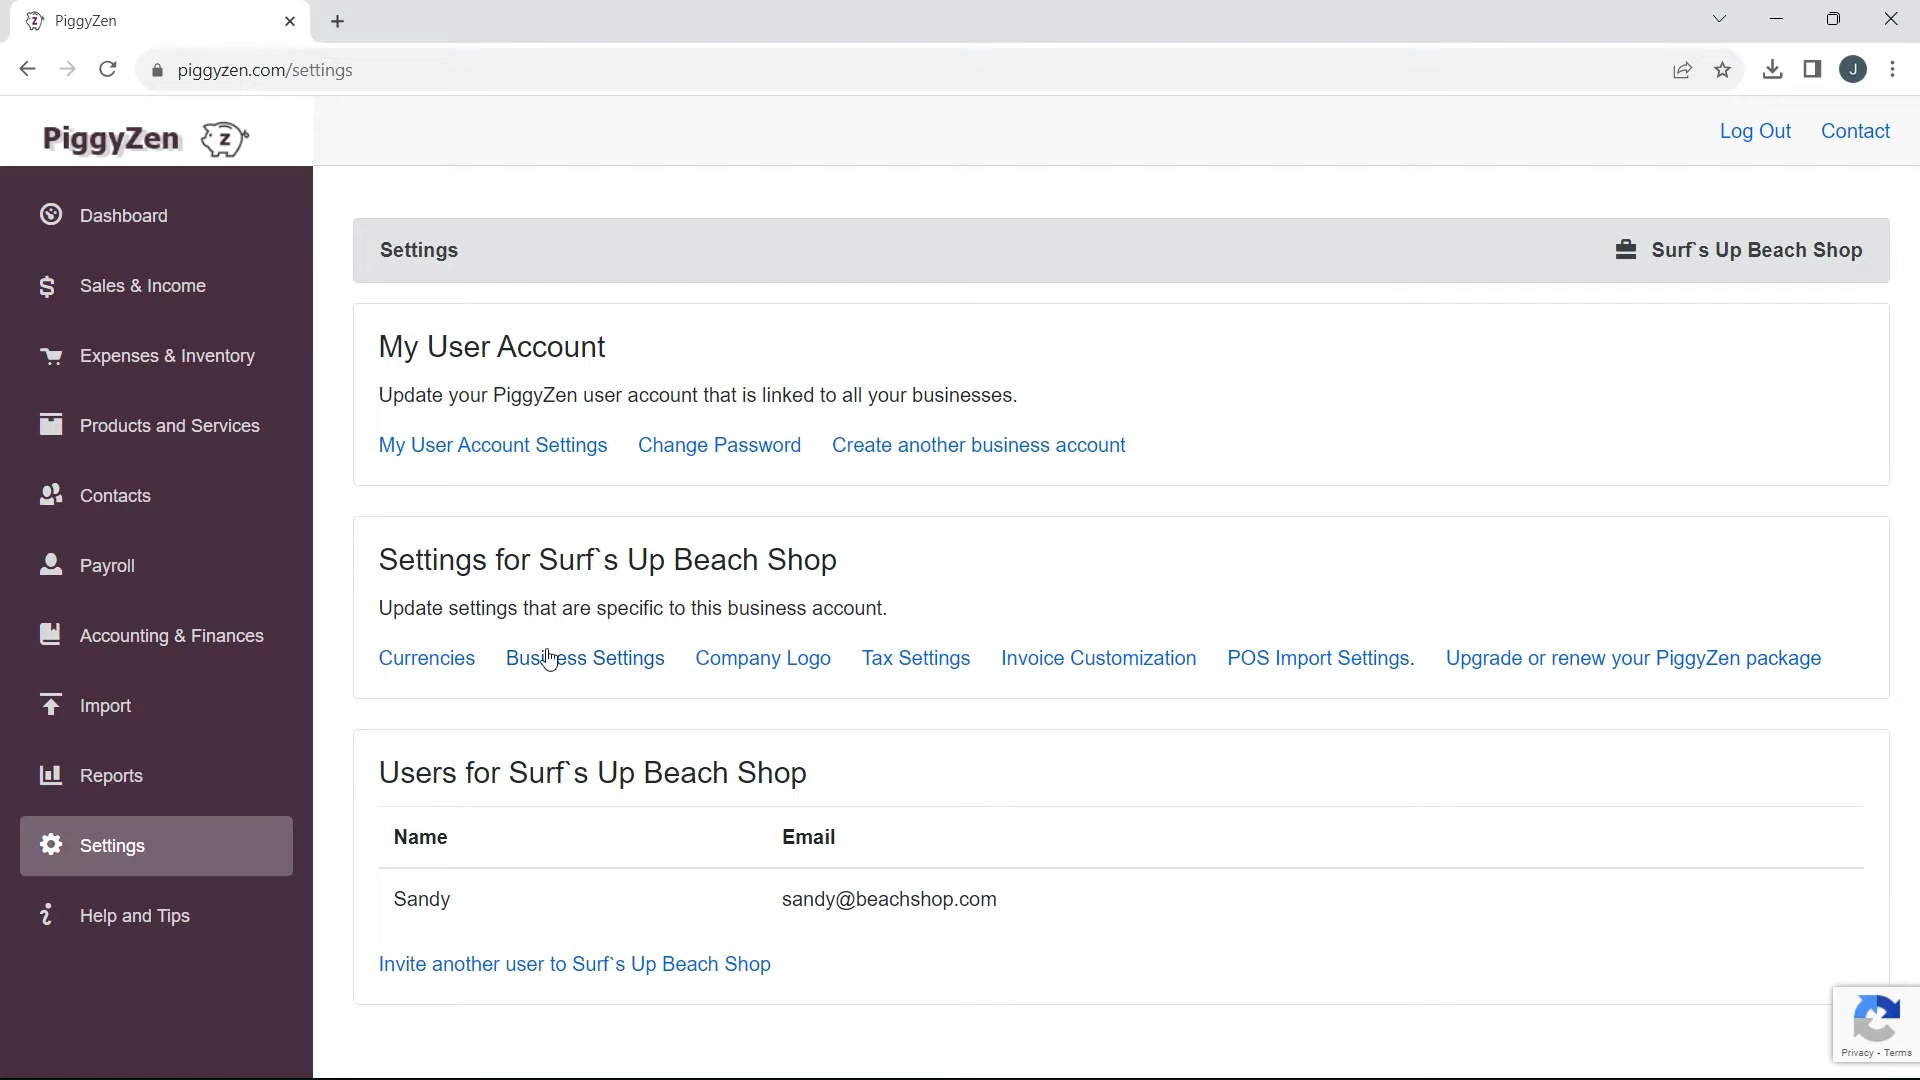 PiggyZen
piggyzen.com/settings
J
PiggyZen Z
Log Out Contact
Dashboard
Sales & Income
Expenses & Inventory
Products and Services
Contacts
Payroll
Accounting & Finances
Import
Reports
Settings
Help and Tips
Settings
Surf`s Up Beach Shop
My User Account
Update your PiggyZen user account that is linked to all your businesses.
My User Account Settings Change Password Create another business account
Settings for Surf`s Up Beach Shop
Update settings that are specific to this business account.
Currencies Business Settings Company Logo Tax Settings Invoice Customization POS Import Settings. Upgrade or renew your PiggyZen package
Users for Surf`s Up Beach Shop
Name Email
Sandy sandy@beachshop.com
Invite another user to Surf`s Up Beach Shop
Privacy - Terms